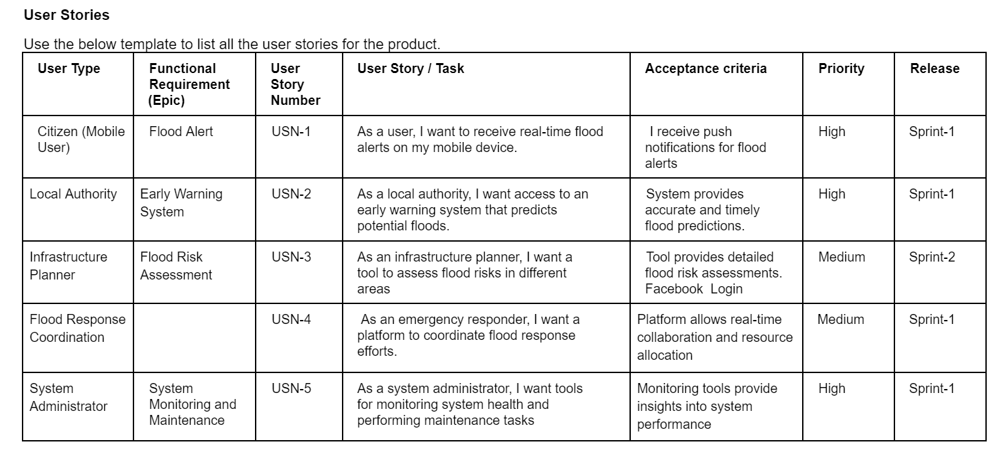 User Stories
Use the below template to list all the user stories for the product.
User Type
Functional
Requirement
(Epic)
User
Story
Number
User Story / Task
Acceptance criteria
Priority
Release
Citizen (Mobile
User)
Flood Alert
USN-1
As a user, I want to receive real-time flood
alerts on my mobile device.
I receive push
notifications for flood
alerts
High
Sprint-1
Local Authority
Early Warning
System
USN-2
As a local authority, I want access to an
early warning system that predicts
potential floods.
System provides
accurate and timely
flood predictions.
High
Sprint-1
Infrastructure
Planner
Flood Risk
Assessment
USN-3
As an infrastructure planner, I want a
tool to assess flood risks in different
areas
Tool provides detailed
flood risk assessments.
Facebook  Login
Medium
Sprint-2
Flood Response
Coordination
USN-4
As an emergency responder, I want a
platform to coordinate flood response
efforts.
Platform allows real-time
collaboration and resource
allocation
Medium
Sprint-1
System
Administrator
System
Monitoring and
Maintenance
USN-5
As a system administrator, I want tools
for monitoring system health and
performing maintenance tasks
Monitoring tools provide
insights into system
performance
High
Sprint-1